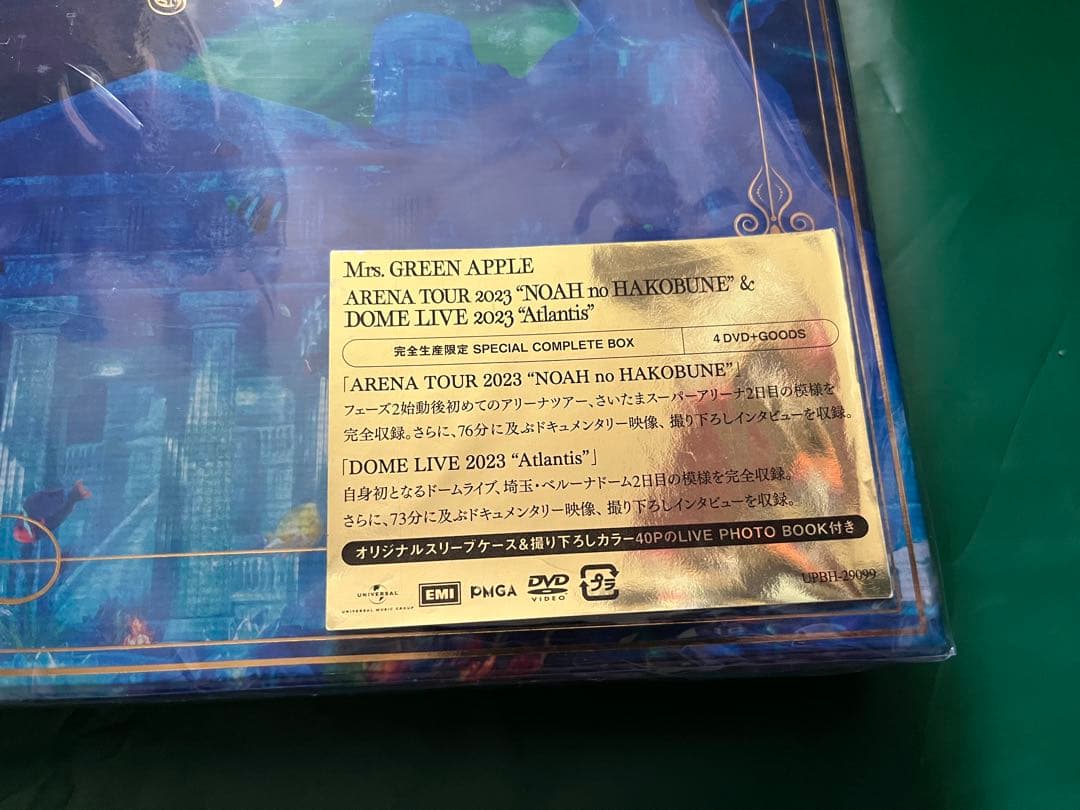 Mrs. GREEN APPLE
ARENA TOUR 2023 “NOAH no HAKOBUNE” &
DOME LIVE 2023 “Atlantis”
完全生産限定 SPECIAL COMPLETE BOX
4 DVD+GOODS
「ARENA TOUR 2023 “NOAH no HAKOBUNE”」
フェーズ2始動後初めてのアリーナツアー、さいたまスーパーアリーナ2日目の模様を
完全収録。さらに、76分に及ぶドキュメンタリー映像、撮り下ろしインタビューを収録。
「DOME LIVE 2023 “Atlantis”」
自身初となるドームライブ、埼玉・ベルーナドーム2日目の模様を完全収録。
さらに、73分に及ぶドキュメンタリー映像、撮り下ろしインタビューを収録。
オリジナルスリーブケース&撮り下ろしカラー40PのLIVE PHOTO BOOK付き
UNIVERSAL
UNIVERSAL MUSIC GROUP
EMI
PMGA
DVD
VIDEO
プラ
UPBH-29099